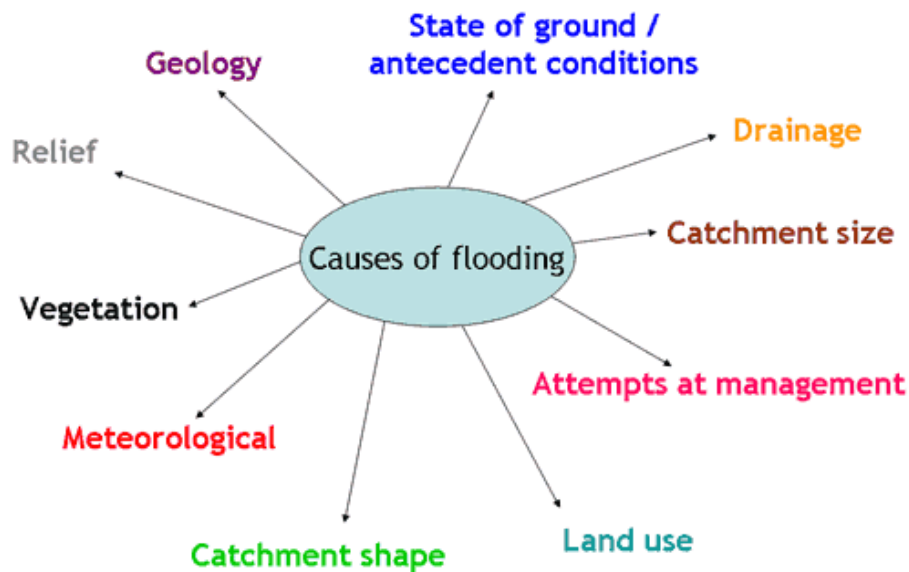 State of ground /
antecedent conditions
Geology
Drainage
Relief
Catchment size
Causes of flooding
Vegetation
Attempts at management
Meteorological
Catchment shape
Land use